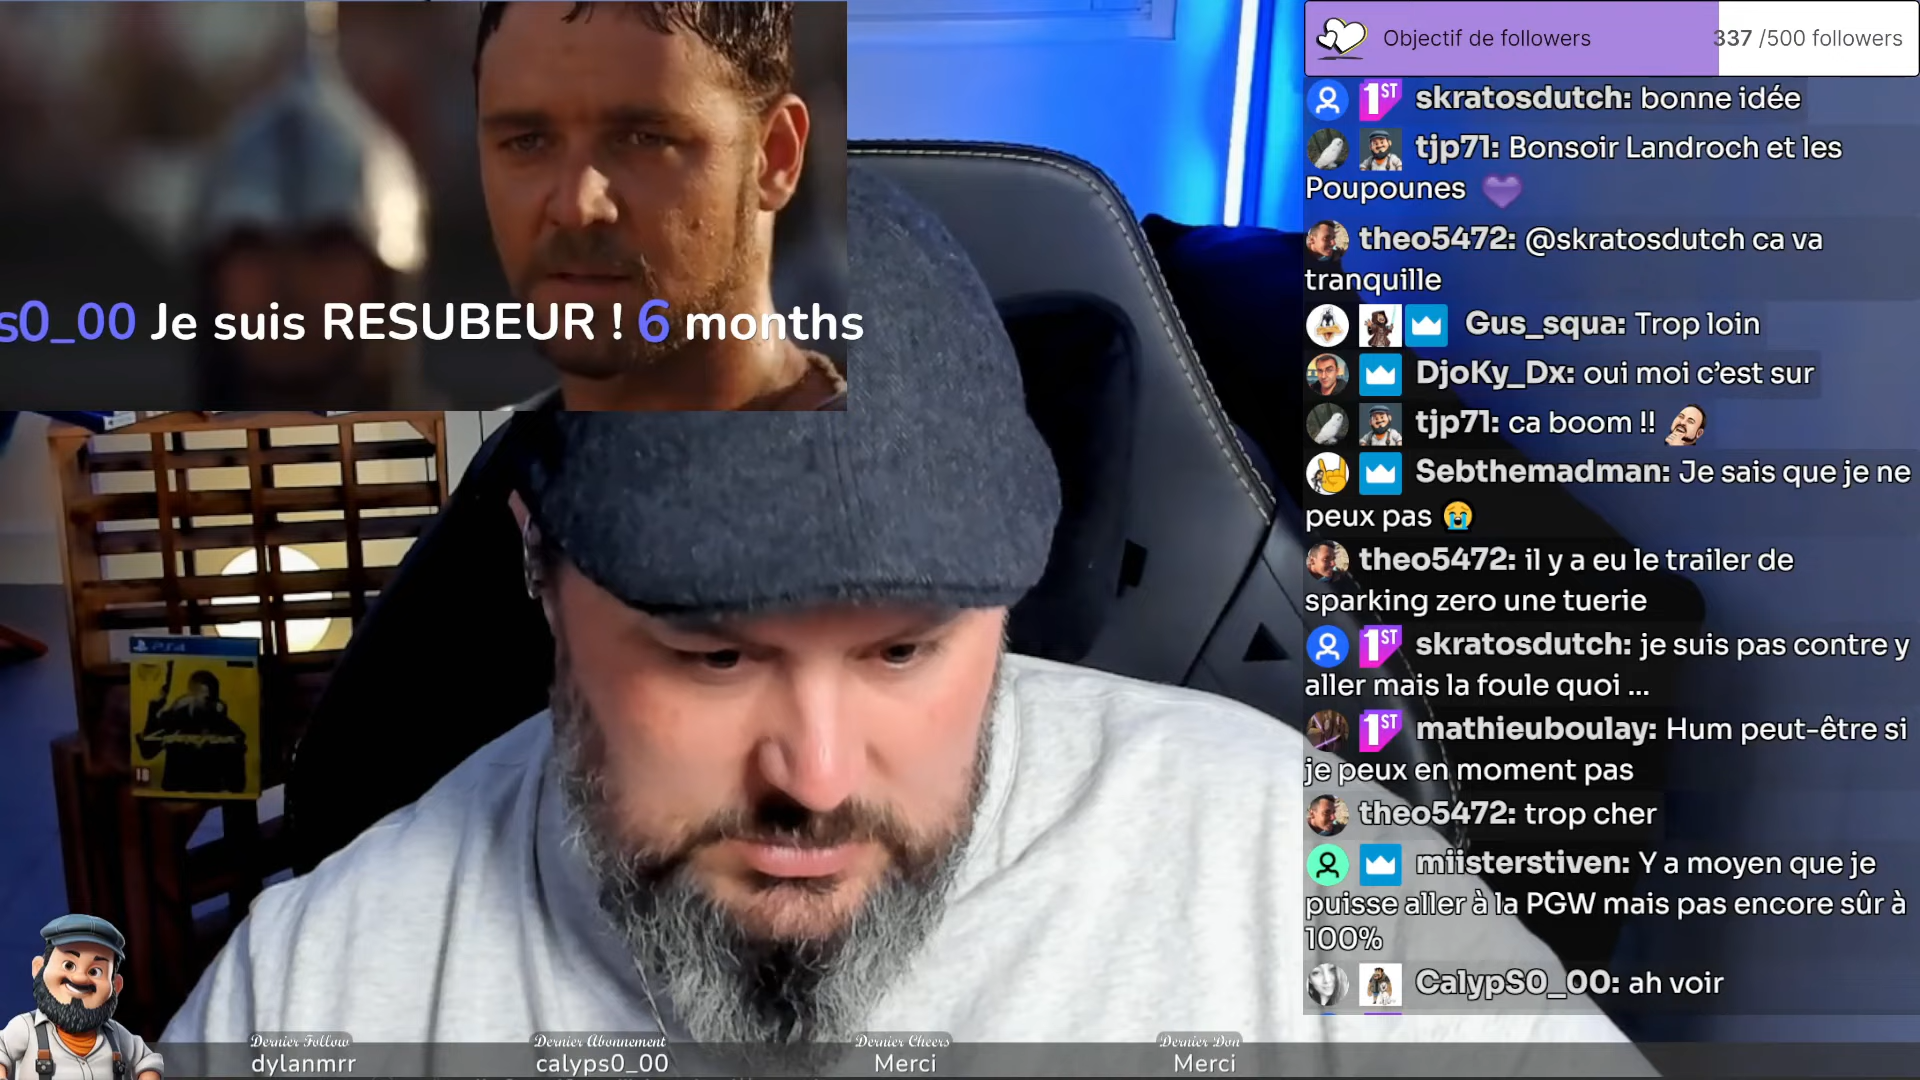 s0_00 Je suis RESUBEUR ! 6 months
PS4
18
Objectif de followers
337 /500 followers
1ST skratosdutch: bonne idée
tjp71: Bonsoir Landroch et les
Poupounes
theo5472: @skratosdutch ca va
tranquille
Gus_squa: Trop loin
DjoKy_Dx: oui moi c’est sur
tjp71: ca boom !!
Sebthemadman: Je sais que je ne
peux pas
theo5472: il y a eu le trailer de
sparking zero une tuerie
1ST skratosdutch: je suis pas contre y
aller mais la foule quoi ...
1ST mathieuboulay: Hum peut-être si
je peux en moment pas
theo5472: trop cher
miisterstiven: Y a moyen que je
puisse aller à la PGW mais pas encore sûr à
100%
CalypS0_00: ah voir
Dernier Follow
dylanmrr
Dernier Abonnement
calyps0_00
Dernier Cheers
Merci
Dernier Don
Merci